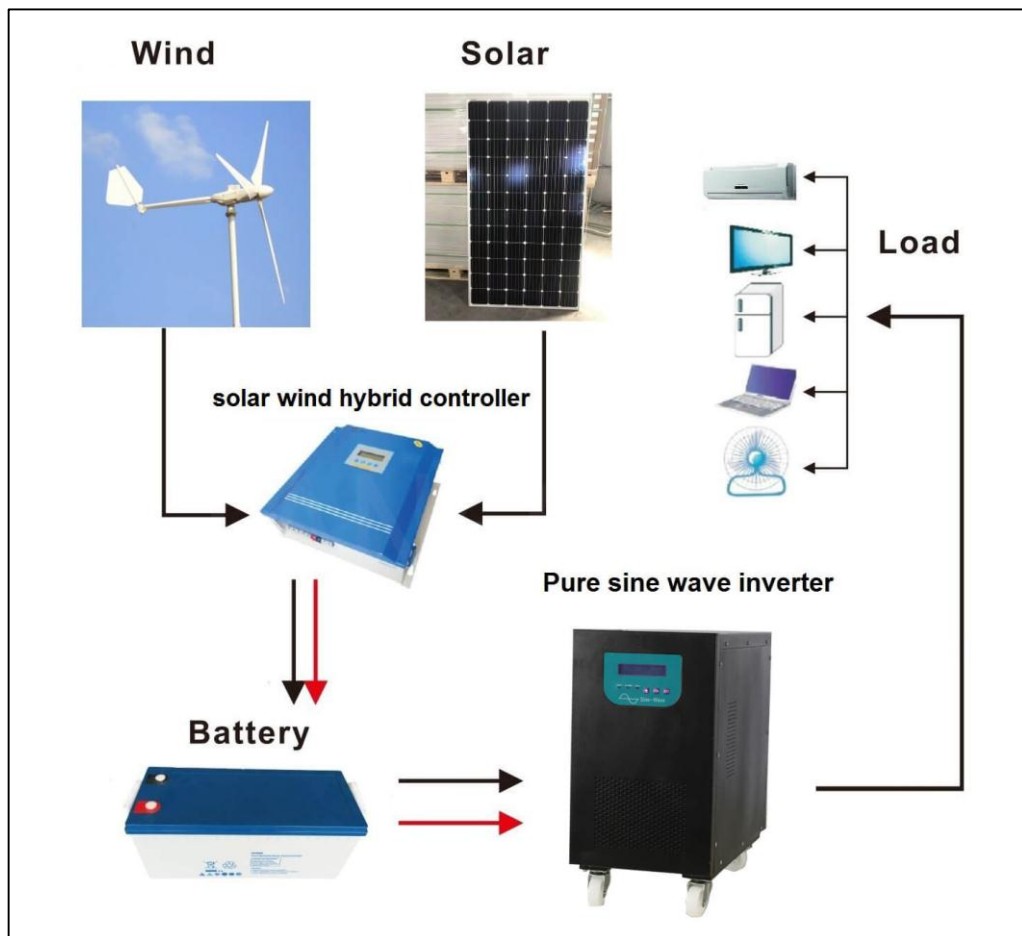 Wind
Solar
Load
solar wind hybrid controller
Pure sine wave inverter
Battery